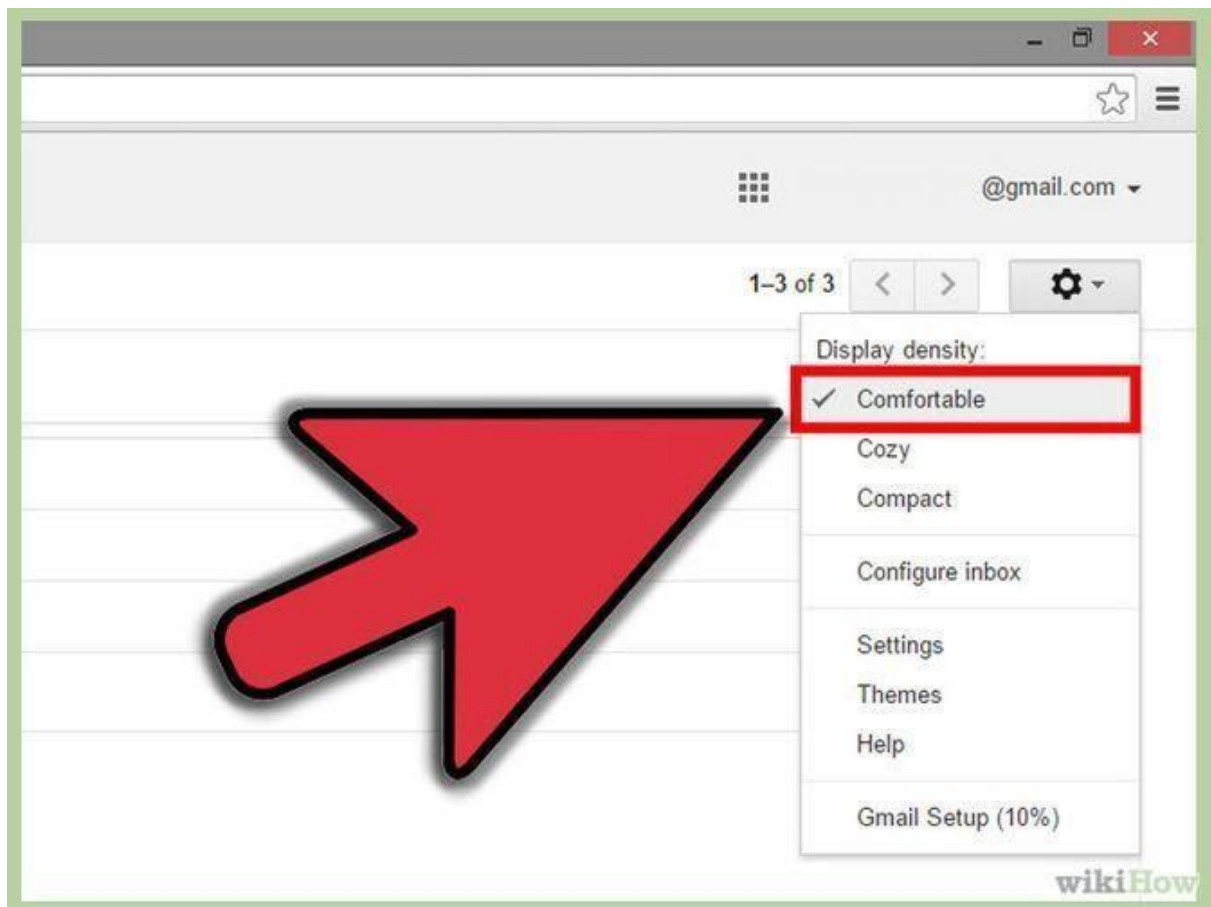 @gmail.com
1–3 of 3
Display density:
Comfortable
Cozy
Compact
Configure inbox
Settings
Themes
Help
Gmail Setup (10%)
wikiHow